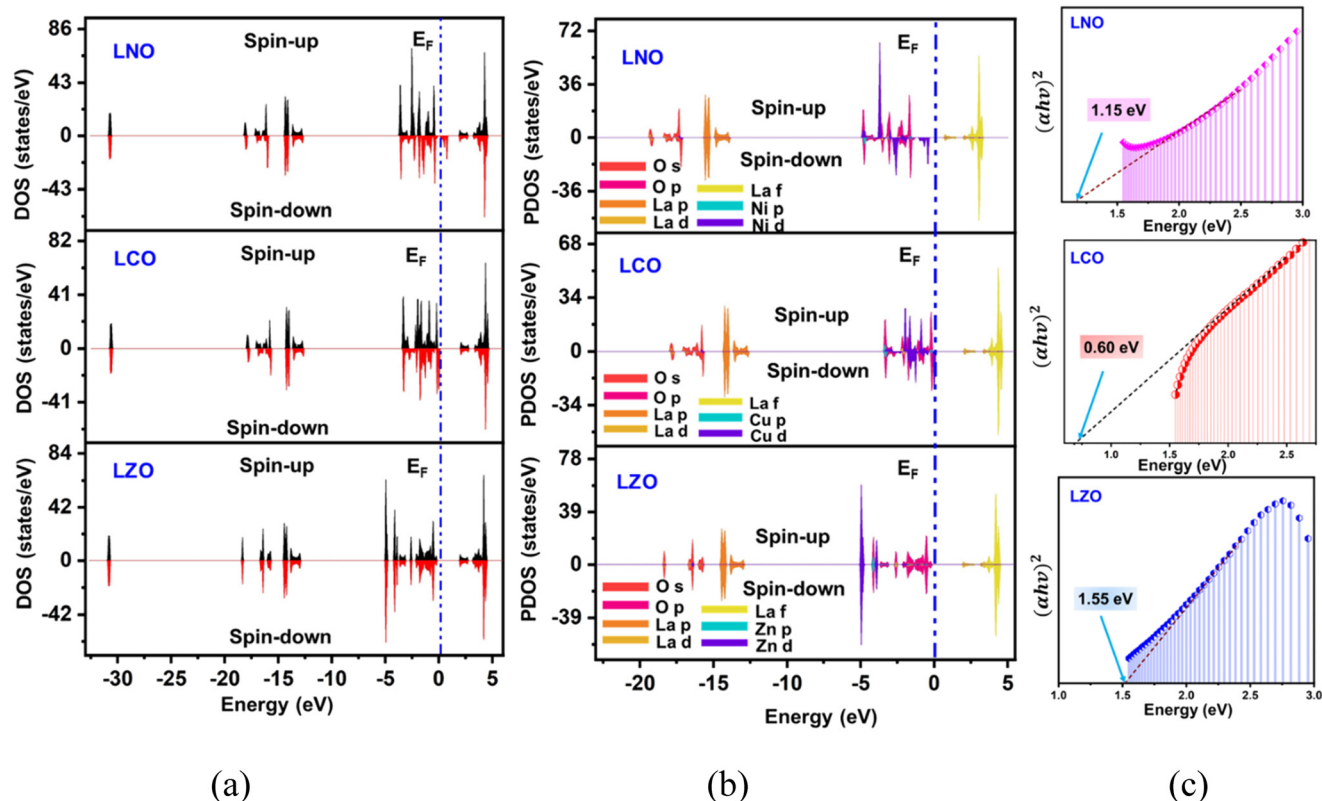 86
43
0
-43
DOS (states/eV)
LNO
Spin-up
E_F
Spin-down
82
41
0
-41
DOS (states/eV)
LCO
Spin-up
E_F
Spin-down
84
42
0
-42
DOS (states/eV)
LZO
Spin-up
E_F
Spin-down
-30 -25 -20 -15 -10 -5 0 5
Energy (eV)
(a)
72
36
0
-36
PDOS (states/eV)
LNO
E_F
Spin-up
Spin-down
O s
O p
La p
La d
La f
Ni p
Ni d
68
34
0
-34
PDOS (states/eV)
LCO
E_F
Spin-up
Spin-down
O s
O p
La p
La d
La f
Cu p
Cu d
78
39
0
-39
PDOS (states/eV)
LZO
E_F
Spin-up
Spin-down
O s
O p
La p
La d
La f
Zn p
Zn d
-20 -15 -10 -5 0 5
Energy (eV)
(b)
LNO
(αhν)²
1.15 eV
1.5 2.0 2.5 3.0
Energy (eV)
LCO
(αhν)²
0.60 eV
1.0 1.5 2.0 2.5
Energy (eV)
LZO
(αhν)²
1.55 eV
1.0 1.5 2.0 2.5 3.0
Energy (eV)
(c)